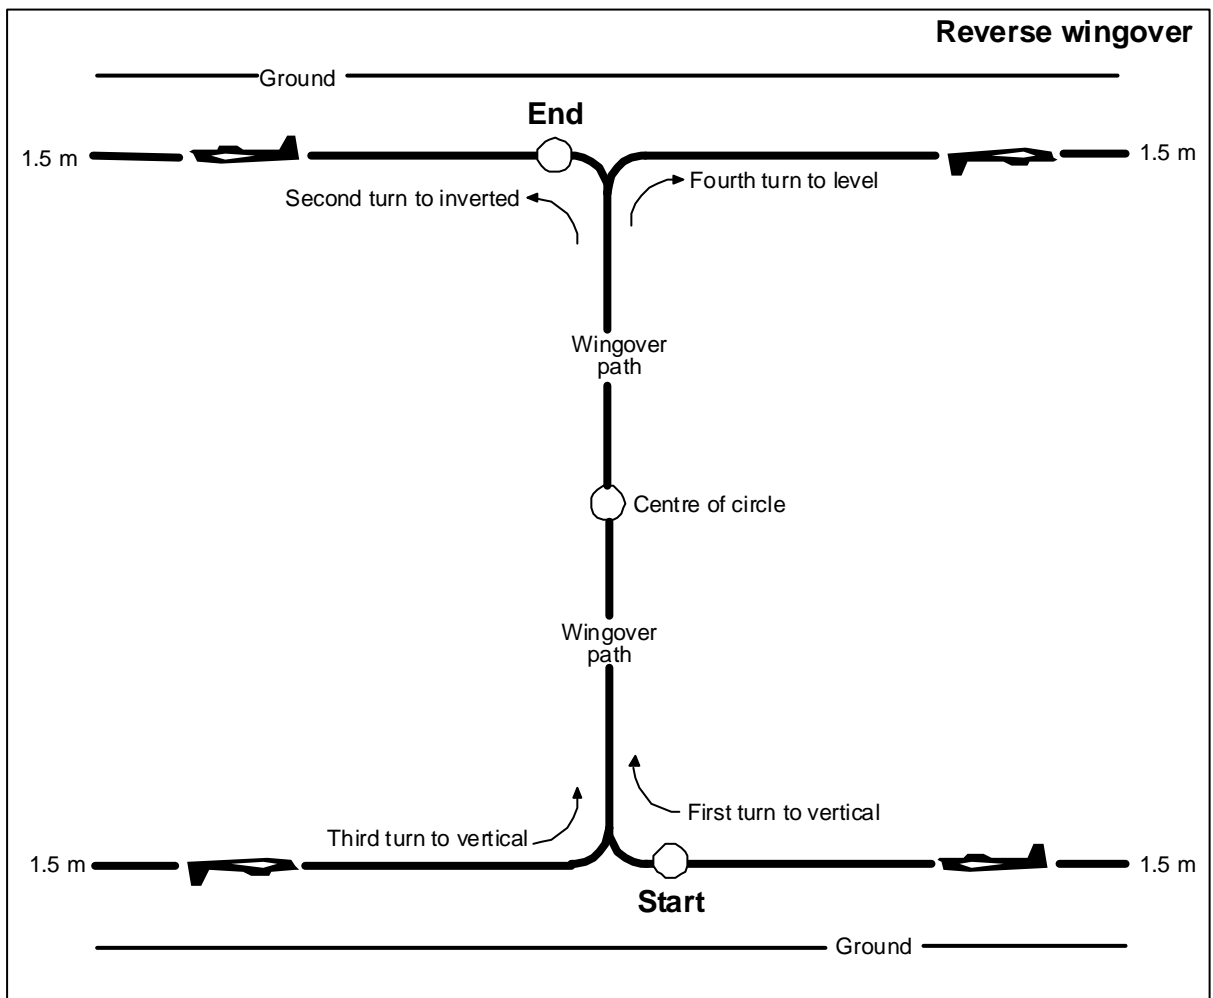 Reverse wingover
Ground
End
1.5 m
1.5 m
Fourth turn to level
Second turn to inverted
Wingover
path
Centre of circle
Wingover
path
First turn to vertical
Third turn to vertical
1.5 m
1.5 m
Start
Ground